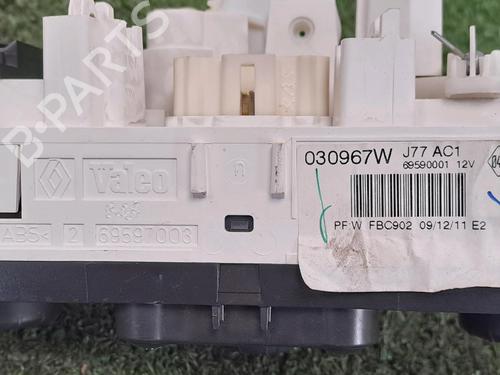 B-PARTS
030967W J77 AC1
69590001 12V
PF.W FBC902 09/12/11 E2
Valeo
>ABS< 2 69597006